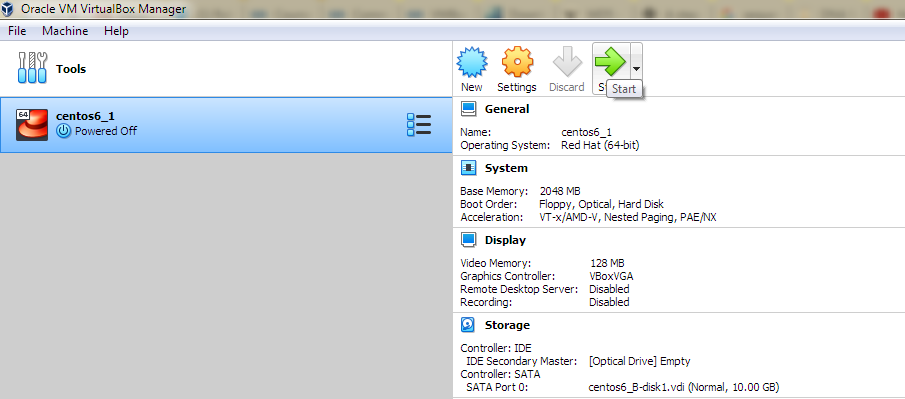 Oracle VM VirtualBox Manager
File Machine Help
Tools
New Settings Discard
Start
64
centos6_1
Powered Off
General
Name: centos6_1
Operating System: Red Hat (64-bit)
System
Base Memory: 2048 MB
Boot Order: Floppy, Optical, Hard Disk
Acceleration: VT-x/AMD-V, Nested Paging, PAE/NX
Display
Video Memory: 128 MB
Graphics Controller: VBoxVGA
Remote Desktop Server: Disabled
Recording: Disabled
Storage
Controller: IDE
IDE Secondary Master: [Optical Drive] Empty
Controller: SATA
SATA Port 0: centos6_B-disk1.vdi (Normal, 10.00 GB)